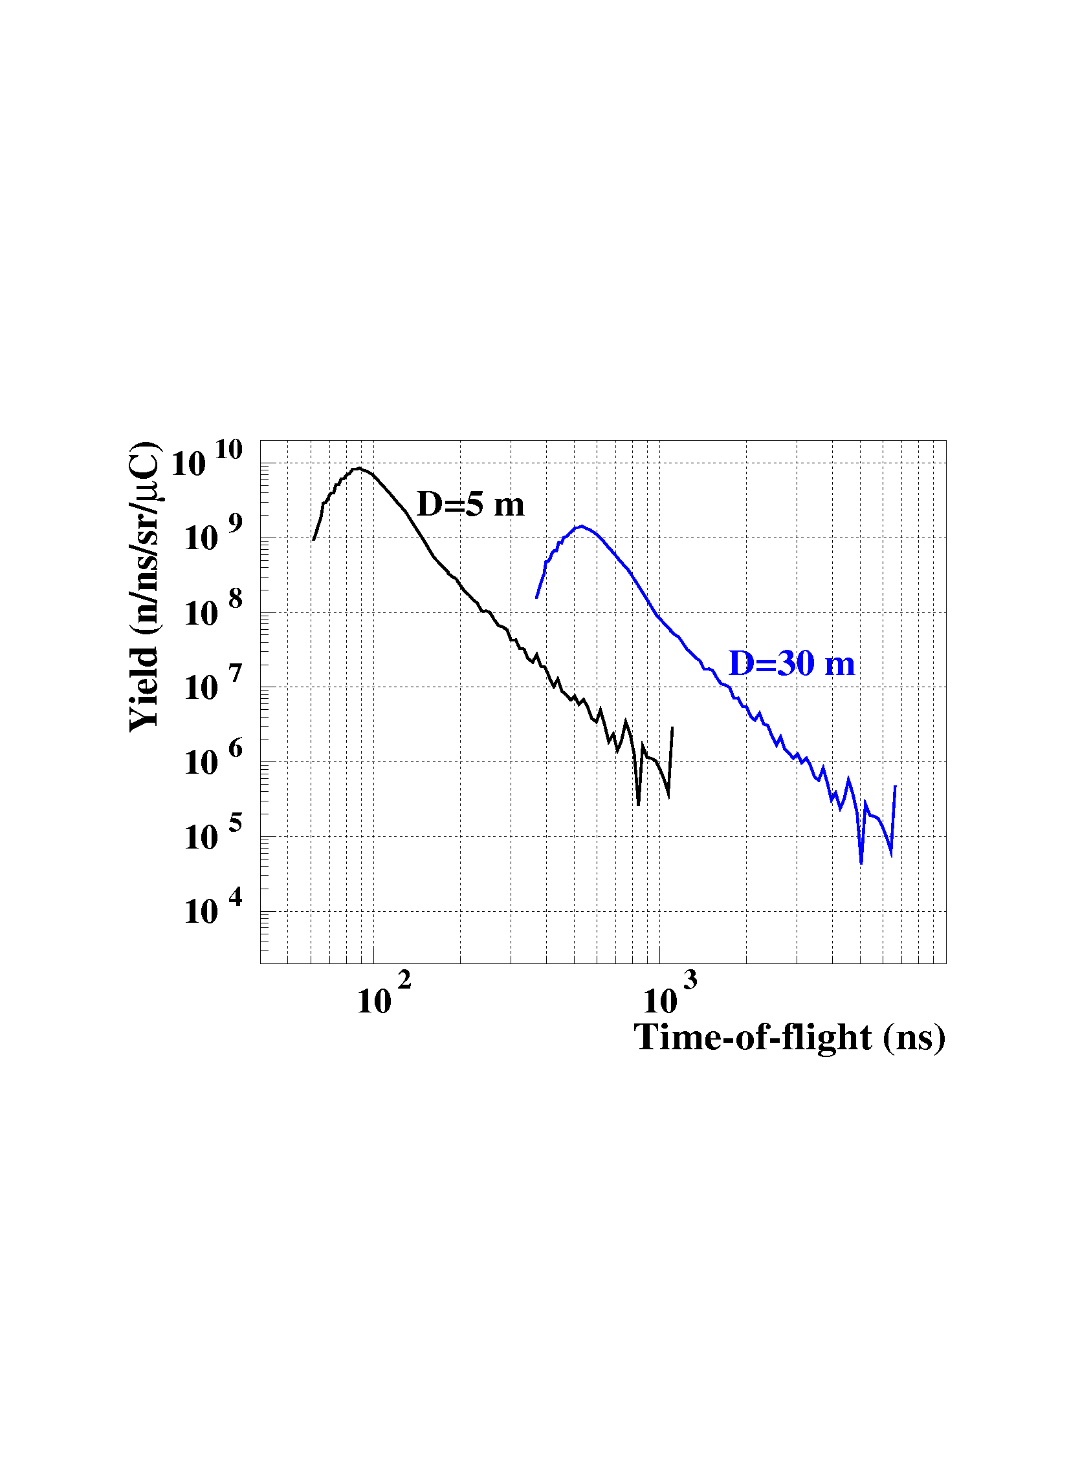 Yield (n/ns/sr/μC)
10^10
10^9
10^8
10^7
10^6
10^5
10^4
D=5 m
D=30 m
10^2
10^3
Time-of-flight (ns)